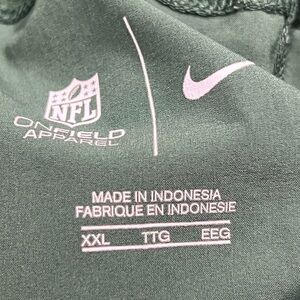 NFL
ONFIELD
APPAREL
MADE IN INDONESIA
FABRIQUE EN INDONESIE
XXL TTG EEG